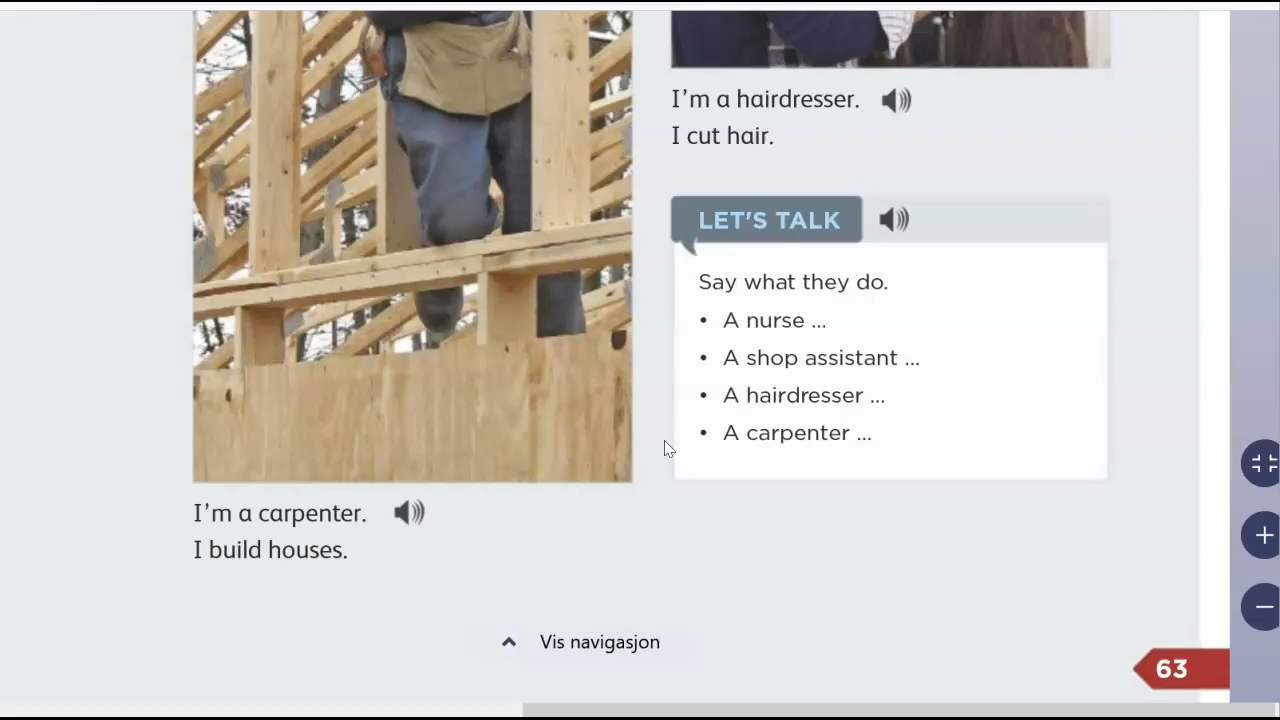 I'm a hairdresser.
I cut hair.
LET'S TALK
Say what they do.
• A nurse ...
• A shop assistant ...
• A hairdresser ...
• A carpenter ...
I'm a carpenter.
I build houses.
Vis navigasjon
63